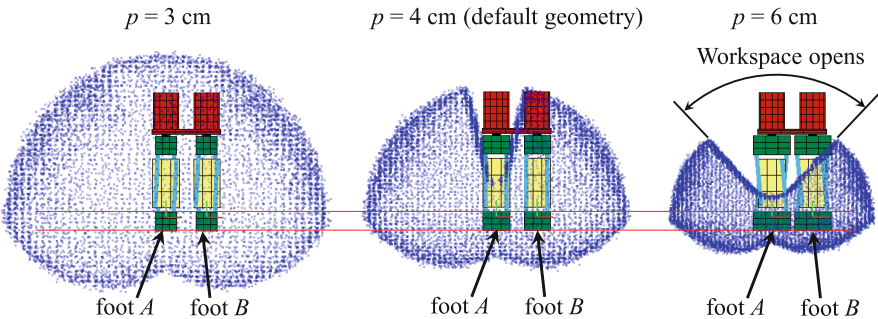 p = 3 cm
p = 4 cm (default geometry)
p = 6 cm
Workspace opens
foot A
foot B
foot A
foot B
foot A
foot B